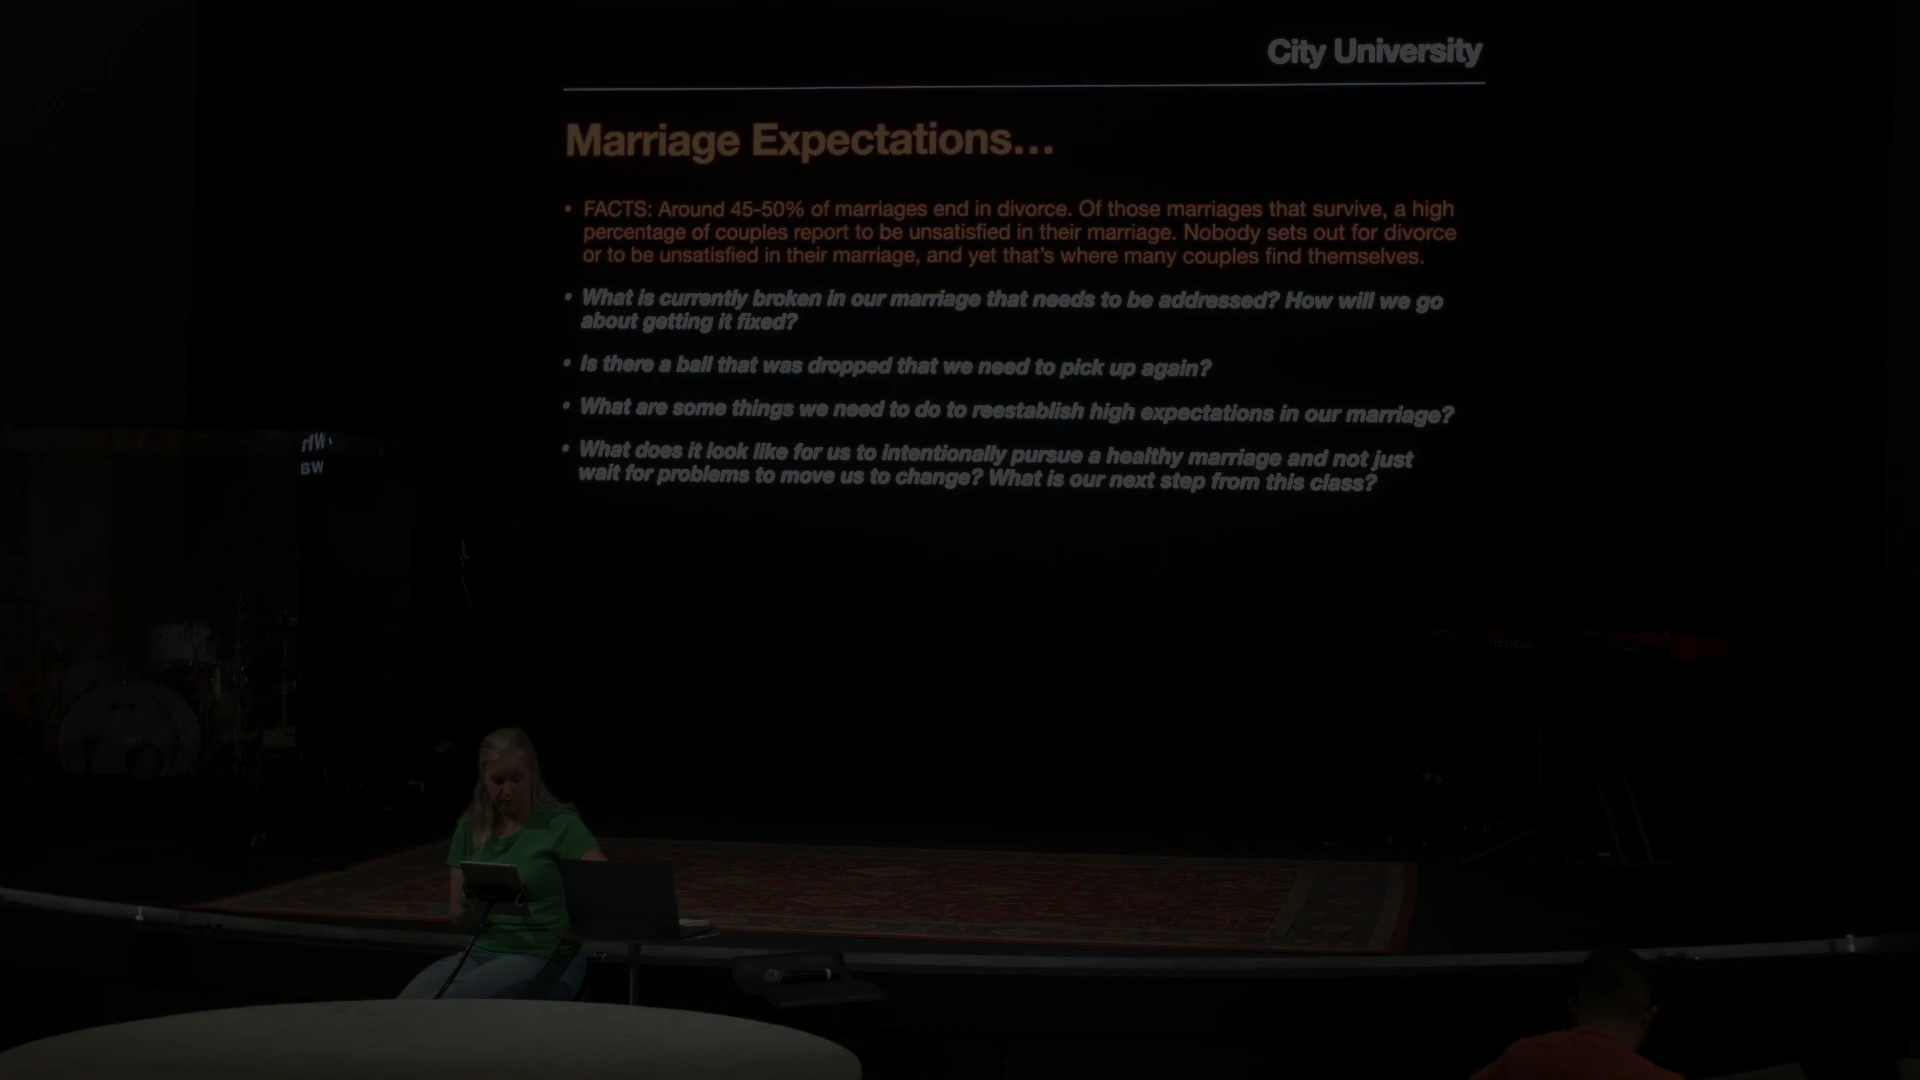 City University
Marriage Expectations...
• FACTS: Around 45-50% of marriages end in divorce. Of those marriages that survive, a high
percentage of couples report to be unsatisfied in their marriage. Nobody sets out for divorce
or to be unsatisfied in their marriage, and yet that's where many couples find themselves.
• What is currently broken in our marriage that needs to be addressed? How will we go
about getting it fixed?
• Is there a ball that was dropped that we need to pick up again?
• What are some things we need to do to reestablish high expectations in our marriage?
• What does it look like for us to intentionally pursue a healthy marriage and not just
wait for problems to move us to change? What is our next step from this class?
• Wh
wa